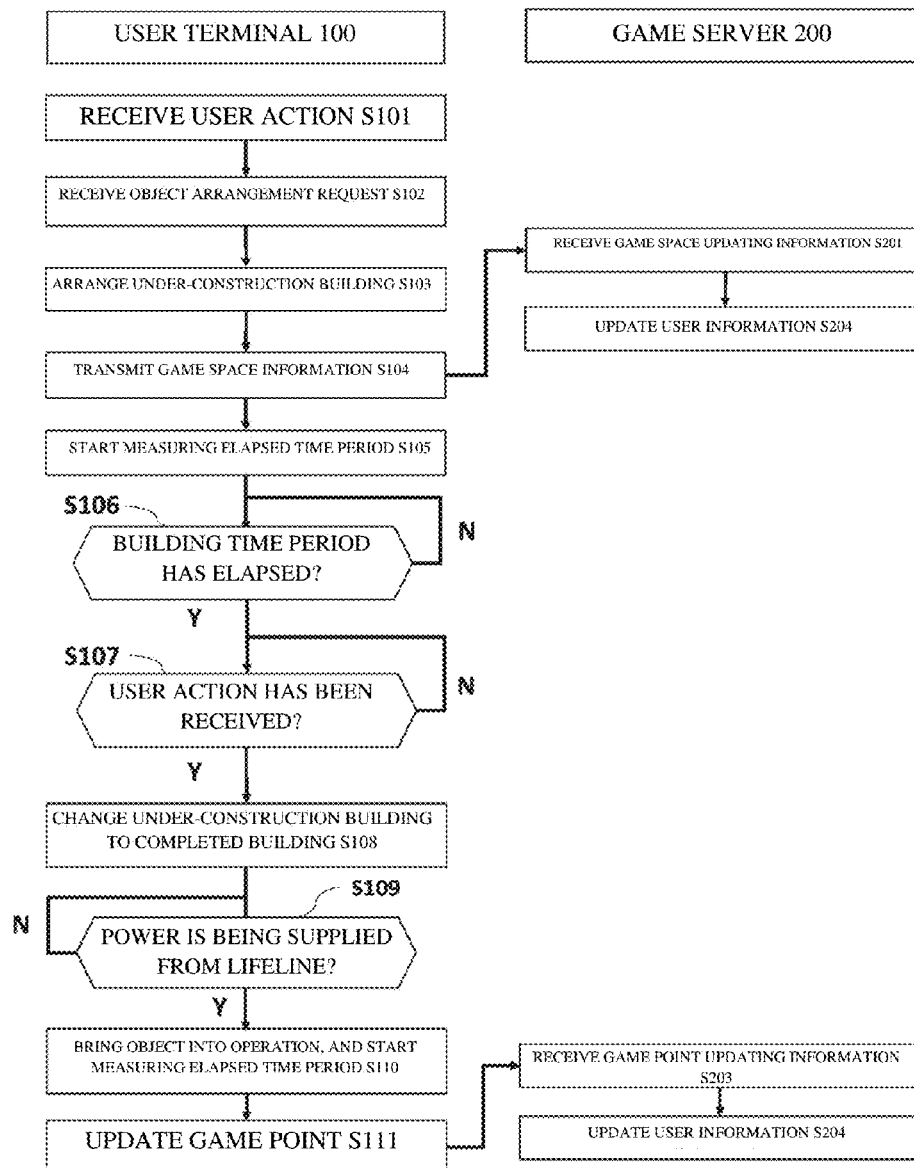 USER TERMINAL 100
GAME SERVER 200
RECEIVE USER ACTION S101
RECEIVE OBJECT ARRANGEMENT REQUEST S102
ARRANGE UNDER-CONSTRUCTION BUILDING S103
TRANSMIT GAME SPACE INFORMATION S104
RECEIVE GAME SPACE UPDATING INFORMATION S201
UPDATE USER INFORMATION S204
START MEASURING ELAPSED TIME PERIOD S105
S106
BUILDING TIME PERIOD
HAS ELAPSED?
N
Y
S107
USER ACTION HAS BEEN
RECEIVED?
N
Y
CHANGE UNDER-CONSTRUCTION BUILDING
TO COMPLETED BUILDING S108
S109
N
POWER IS BEING SUPPLIED
FROM LIFELINE?
Y
BRING OBJECT INTO OPERATION, AND START
MEASURING ELAPSED TIME PERIOD S110
UPDATE GAME POINT S111
RECEIVE GAME POINT UPDATING INFORMATION
S203
UPDATE USER INFORMATION S204